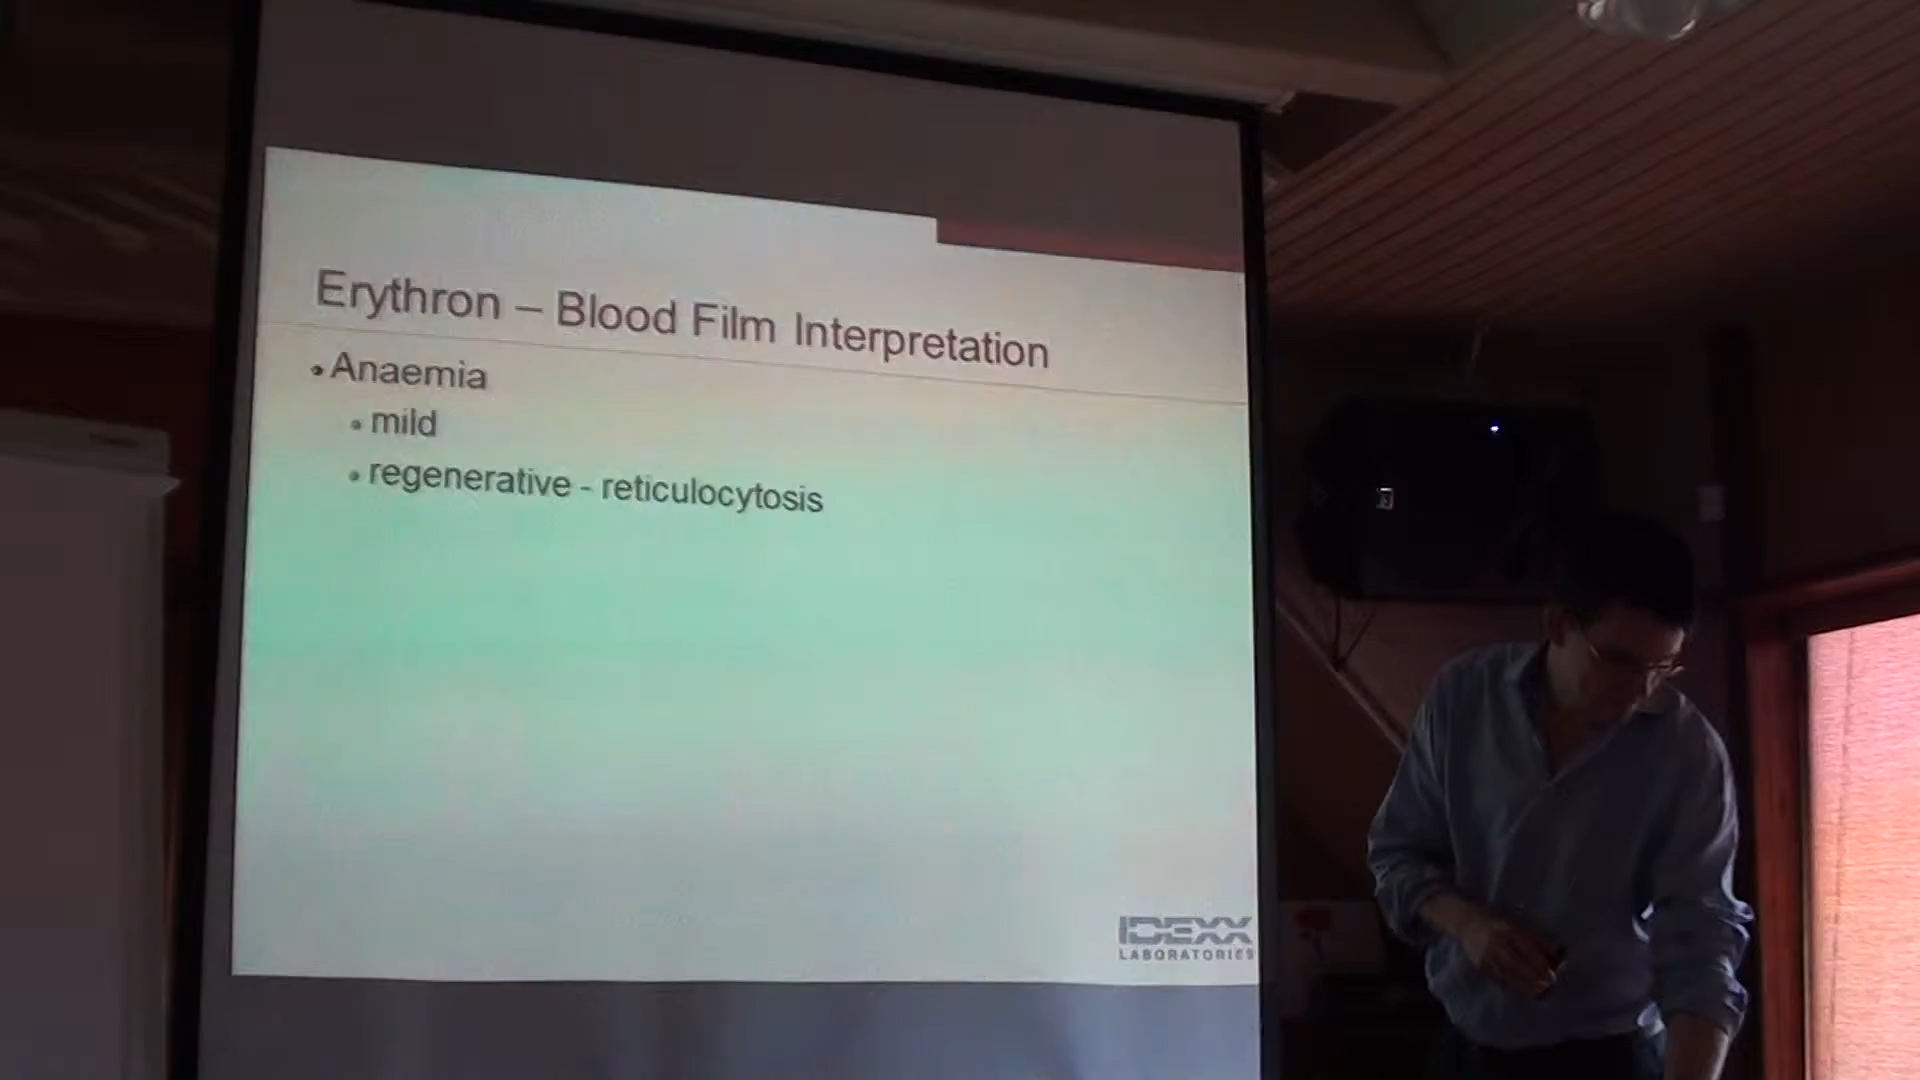 Erythron – Blood Film Interpretation
• Anaemia
• mild
• regenerative - reticulocytosis
IDEXX
LABORATORIES